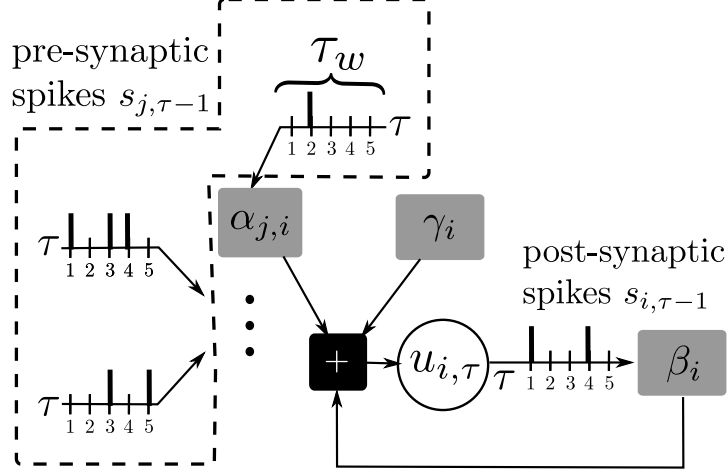 pre-synaptic
spikes s_{j,τ−1}
τ_w
τ
1 2 3 4 5
α_{j,i}
γ_i
τ
1 2 3 4 5
post-synaptic
spikes s_{i,τ−1}
+
u_{i,τ}
τ
1 2 3 4 5
β_i
τ
1 2 3 4 5